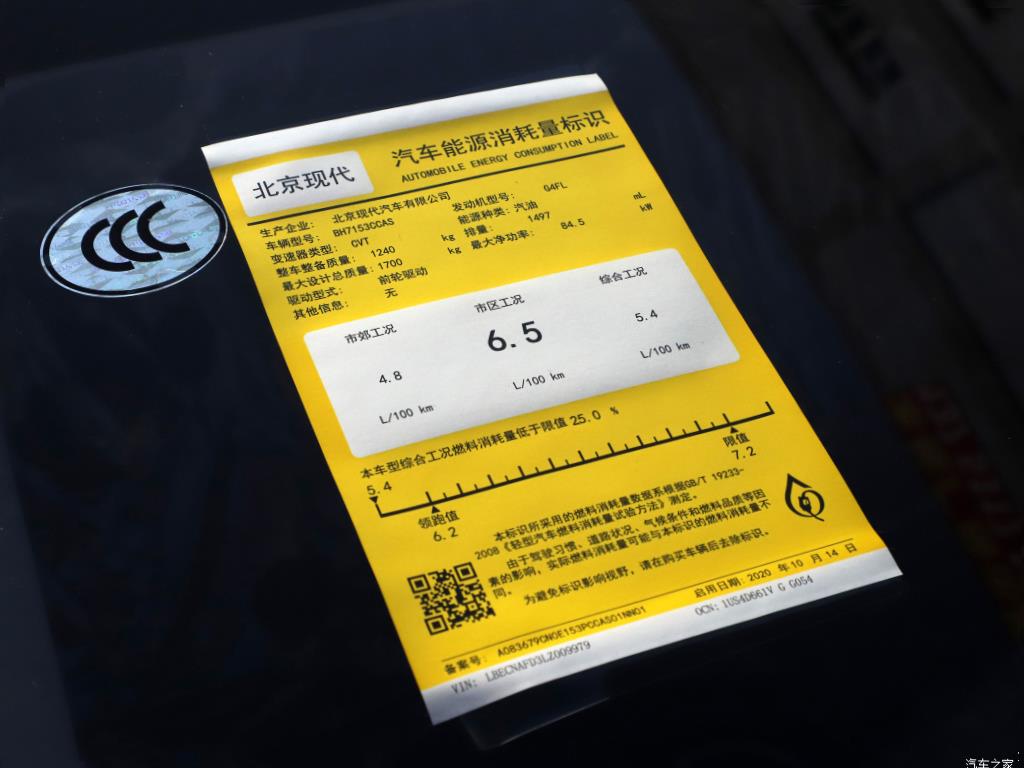 CCC
北京现代
汽车能源消耗量标识
AUTOMOBILE ENERGY CONSUMPTION LABEL
生产企业: 北京现代汽车有限公司
车辆型号: BH7153CCAS 发动机型号: G4FL
变速器类型: CVT 能源种类: 汽油
整车整备质量: 1240 kg 排量: 1497 mL
最大设计总质量: 1700 kg 最大净功率: 84.5 kW
驱动型式: 前轮驱动
其他信息: 无
市郊工况 市区工况 综合工况
4.8 6.5 5.4
L/100 km L/100 km L/100 km
本车型综合工况燃料消耗量低于限值 25.0 %
5.4
领跑值 限值
6.2 7.2
本标识所采用的燃料消耗量数据系根据GB/T 19233-
2008《轻型汽车燃料消耗量试验方法》测定。
由于驾驶习惯、道路状况、气候条件和燃料品质等因
素的影响,实际燃料消耗量可能与本标识的燃料消耗量不
同。
为避免标识影响视野,请在购买车辆后去除标识。
备案号: A083679CN0E153PCCAS01NN01 启用日期: 2020 年 10 月 14 日
VIN: LBECNAFD3LZ009979 OCN: 1US4D661V G G054
汽车之家